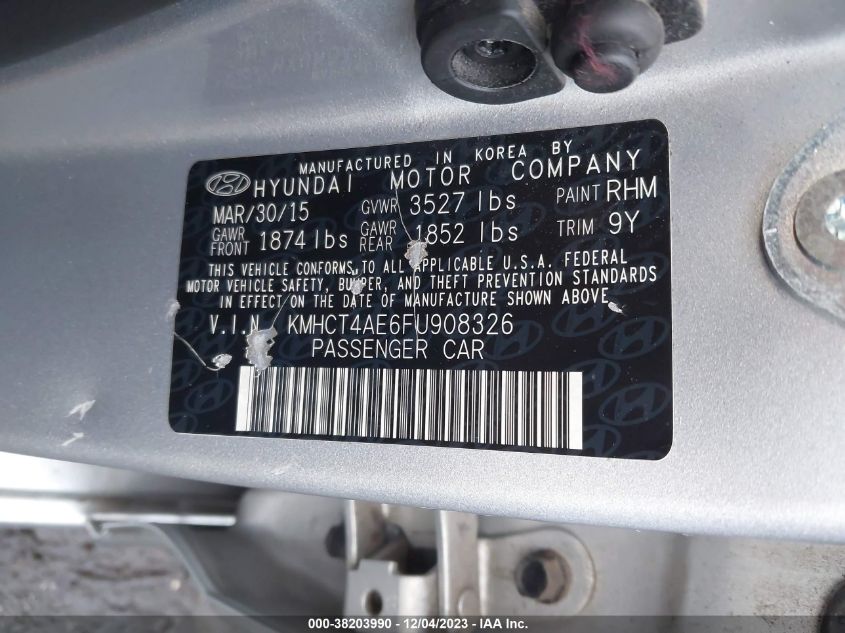 MANUFACTURED IN KOREA BY
HYUNDAI MOTOR COMPANY
MAR/30/15 GVWR 3527 lbs PAINT RHM
GAWR FRONT 1874 lbs GAWR REAR 1852 lbs TRIM 9Y
THIS VEHICLE CONFORMS TO ALL APPLICABLE U.S.A. FEDERAL
MOTOR VEHICLE SAFETY, BUMPER, AND THEFT PREVENTION STANDARDS
IN EFFECT ON THE DATE OF MANUFACTURE SHOWN ABOVE.
V.I.N. KMHCT4AE6FU908326
PASSENGER CAR
000-38203990 - 12/04/2023 - IAA Inc.